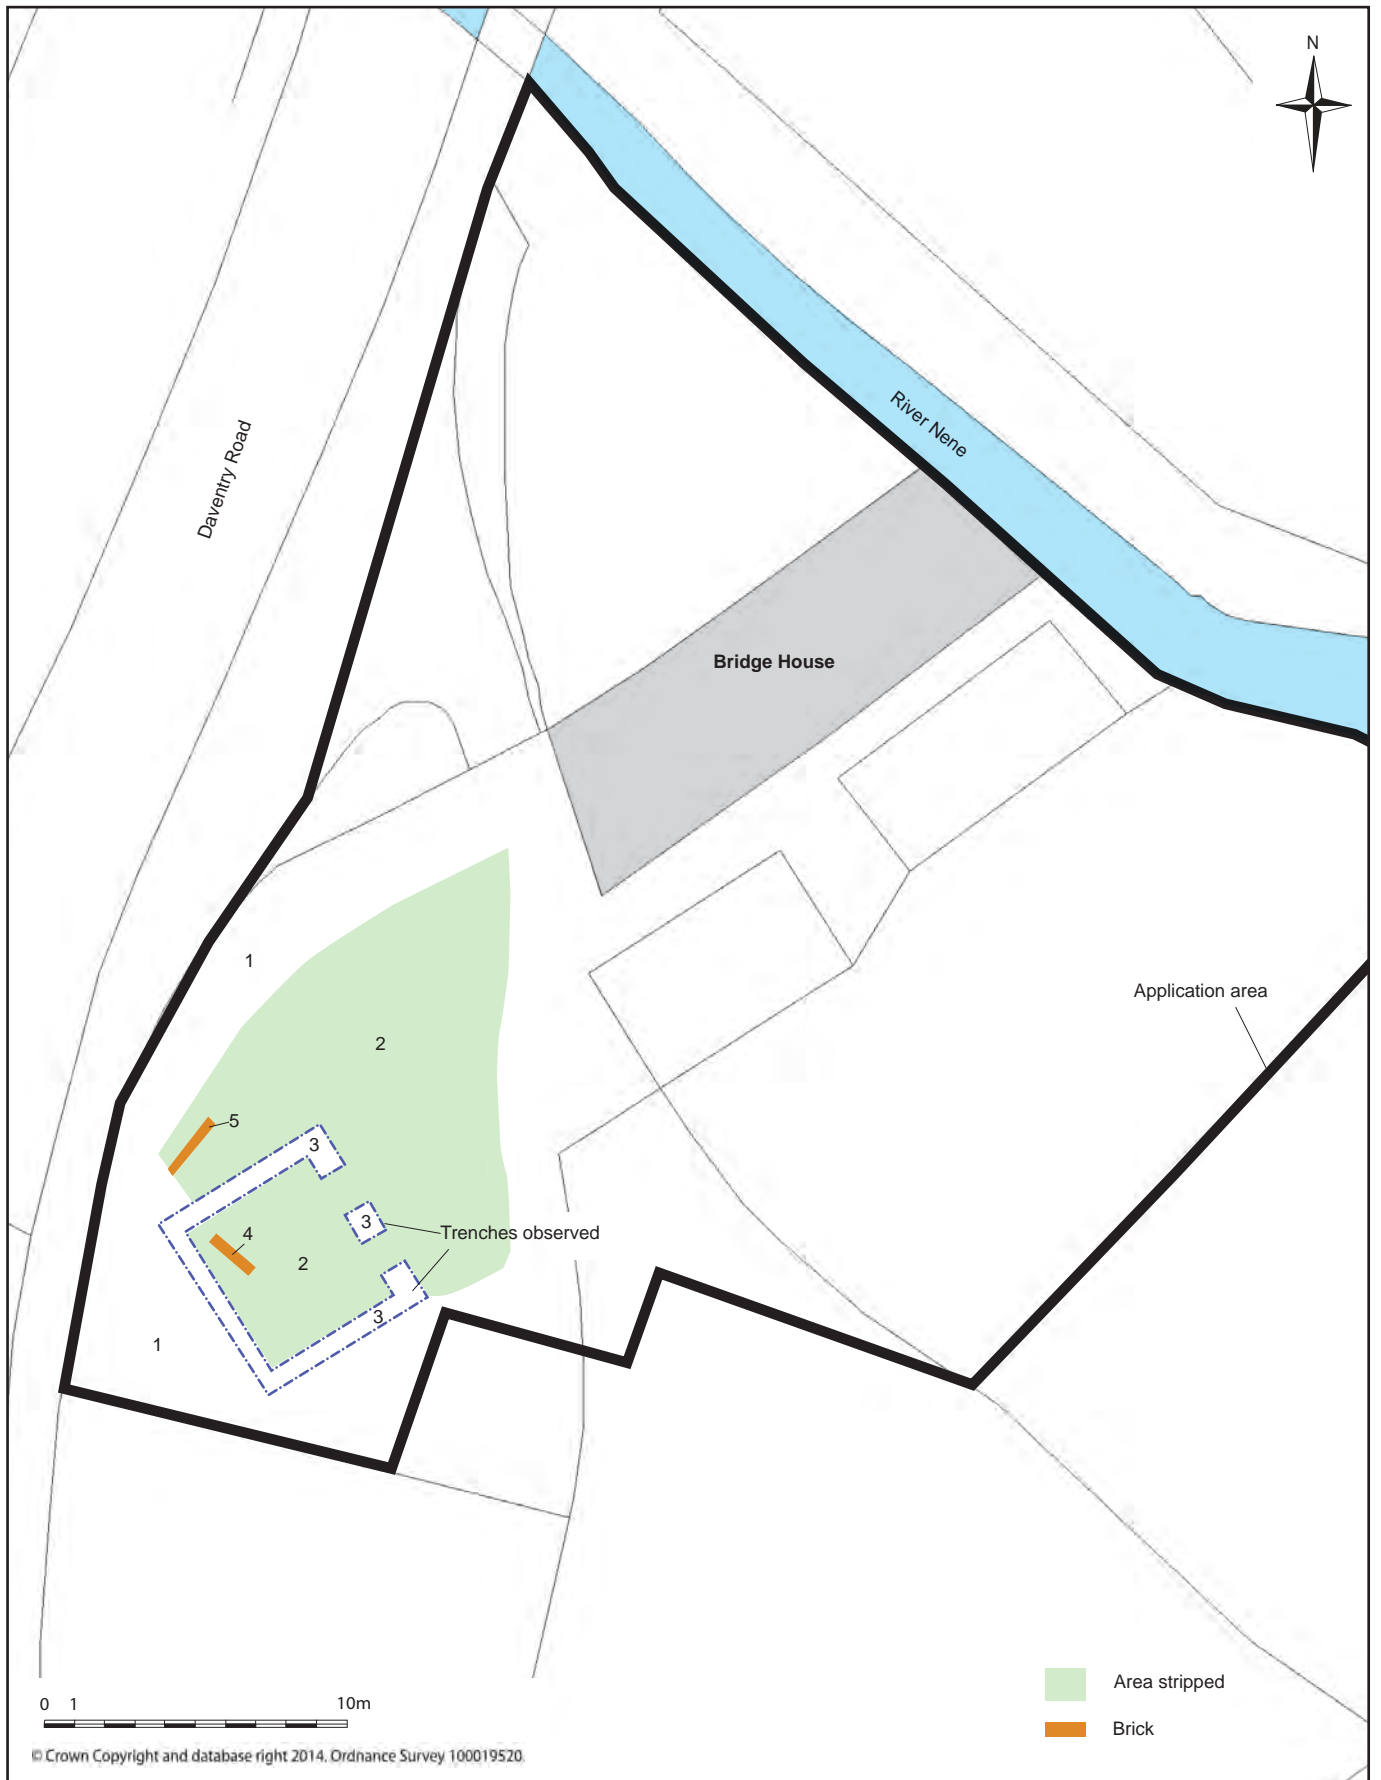 N
Daventry Road
River Nene
Bridge House
1
Application area
2
5
3
4
3
Trenches observed
2
3
1
0 1 10m
Area stripped
Brick
© Crown Copyright and database right 2014. Ordnance Survey 100019520.